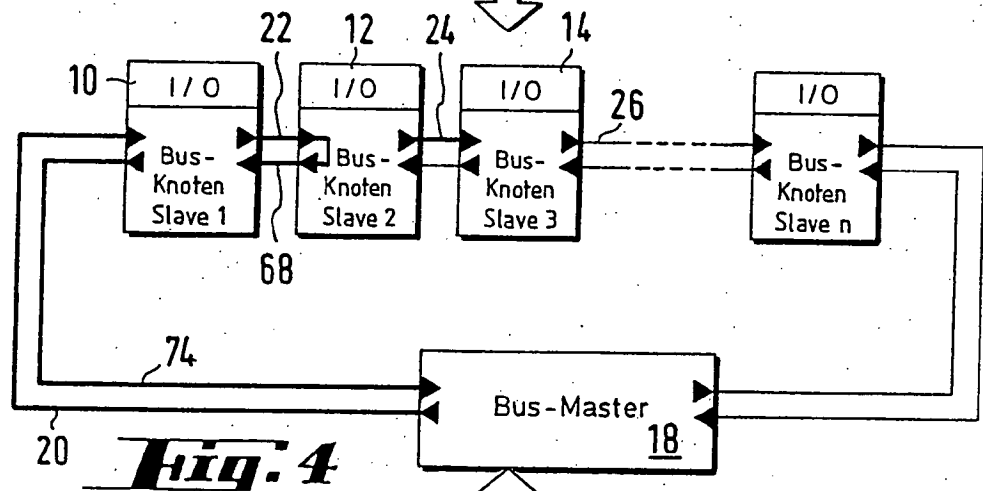 22
12
24
14
10
I/O
I/O
I/O
I/O
26
Bus-
Knoten
Slave 1
Bus-
Knoten
Slave 2
Bus-
Knoten
Slave 3
Bus-
Knoten
Slave n
68
74
Bus-Master
18
20
Fig. 4